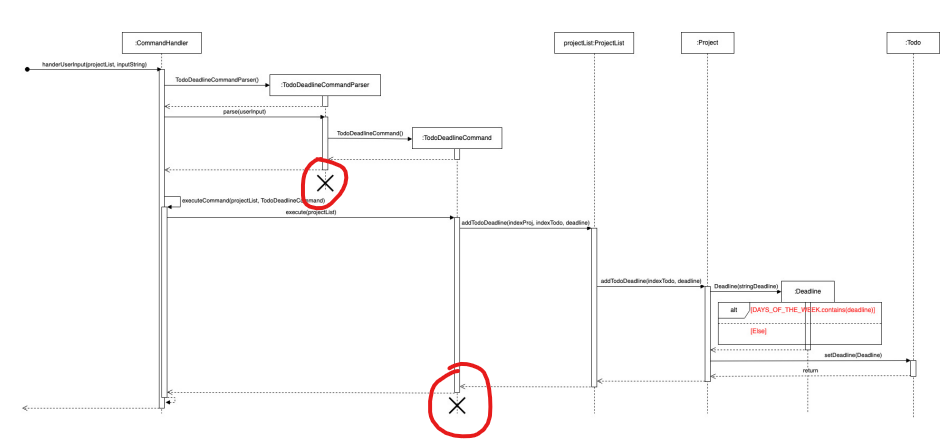 :CommandHandler
projectList:ProjectList
:Project
:Todo
handerUserInput(projectList, inputString)
TodoDeadlineCommandParser()
:TodoDeadlineCommandParser
parse(userInput)
TodoDeadlineCommand()
:TodoDeadlineCommand
executeCommand(projectList, TodoDeadlineCommand)
execute(projectList)
addTodoDeadline(indexProj, indexTodo, deadline)
addTodoDeadline(indexTodo, deadline)
Deadline(stringDeadline)
:Deadline
alt
[DAYS_OF_THE_WEEK.contains(deadline)]
[Else]
setDeadline(Deadline)
return